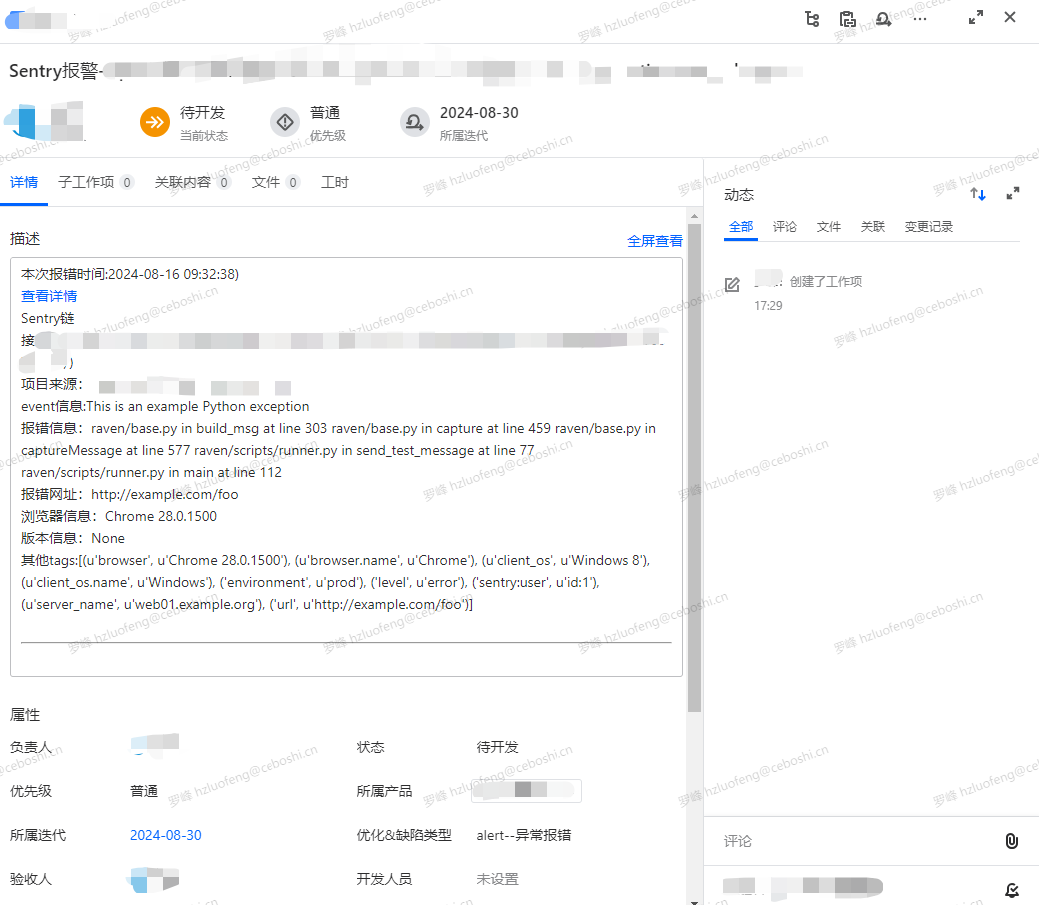 Sentry报警-
待开发
当前状态
普通
优先级
2024-08-30
所属迭代
详情
子工作项 0
关联内容 0
文件 0
工时
描述
全屏查看
本次报错时间:2024-08-16 09:32:38)
查看详情
Sentry链
接
))
项目来源：
event信息:This is an example Python exception
报错信息：raven/base.py in build_msg at line 303 raven/base.py in capture at line 459 raven/base.py in
captureMessage at line 577 raven/scripts/runner.py in send_test_message at line 77
raven/scripts/runner.py in main at line 112
报错网址：http://example.com/foo
浏览器信息：Chrome 28.0.1500
版本信息：None
其他tags:[(u'browser', u'Chrome 28.0.1500'), (u'browser.name', u'Chrome'), (u'client_os', u'Windows 8'),
(u'client_os.name', u'Windows'), ('environment', u'prod'), ('level', u'error'), ('sentry:user', u'id:1'),
(u'server_name', u'web01.example.org'), ('url', u'http://example.com/foo')]
属性
负责人
状态
待开发
优先级
普通
所属产品
所属迭代
2024-08-30
优化&缺陷类型
alert--异常报错
验收人
开发人员
未设置
动态
全部
评论
文件
关联
变更记录
创建了工作项
17:29
评论
罗峰 hzluofeng@ceboshi.cn